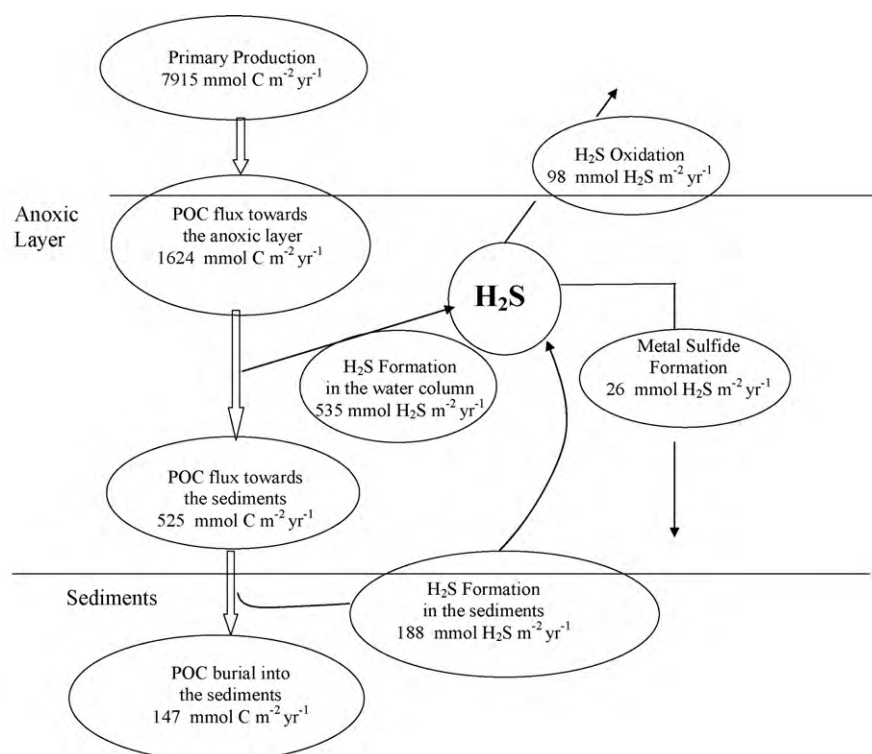 Primary Production
7915 mmol C m⁻² yr⁻¹
H₂S Oxidation
98 mmol H₂S m⁻² yr⁻¹
Anoxic
Layer
POC flux towards
the anoxic layer
1624 mmol C m⁻² yr⁻¹
H₂S
H₂S Formation
in the water column
535 mmol H₂S m⁻² yr⁻¹
Metal Sulfide
Formation
26 mmol H₂S m⁻² yr⁻¹
POC flux towards
the sediments
525 mmol C m⁻² yr⁻¹
Sediments
H₂S Formation
in the sediments
188 mmol H₂S m⁻² yr⁻¹
POC burial into
the sediments
147 mmol C m⁻² yr⁻¹